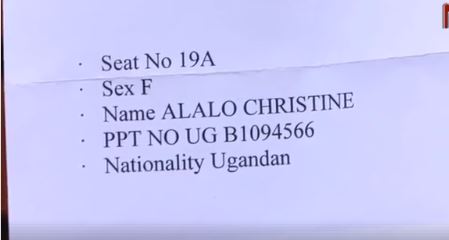 · Seat No 19A
· Sex F
· Name ALALO CHRISTINE
· PPT NO UG B1094566
· Nationality Ugandan